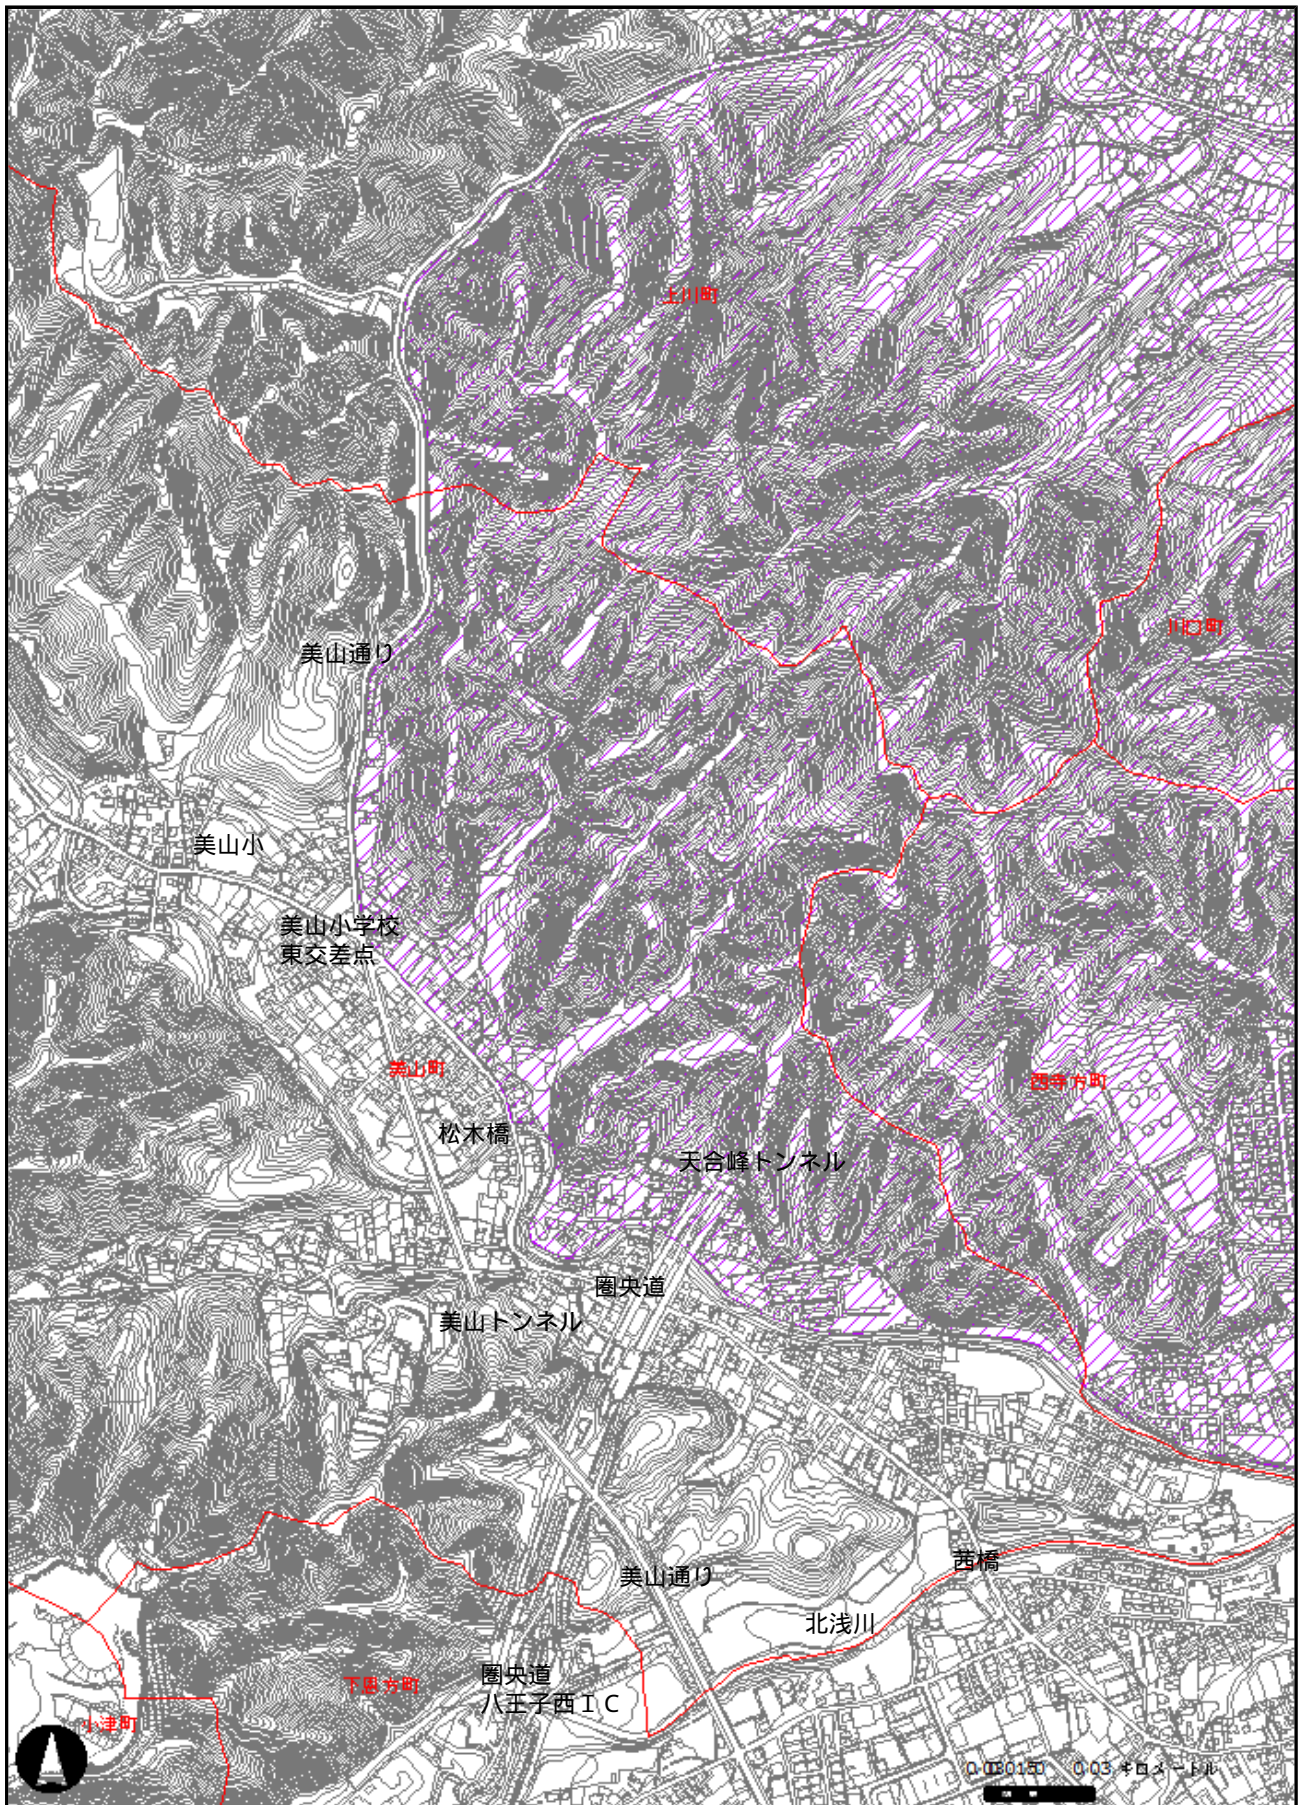 上川町
川口町
美山通り
美山小
美山小学校
東交差点
美山町
西寺方町
松木橋
天合峰トンネル
圏央道
美山トンネル
茜橋
美山通り
北浅川
圏央道
八王子西ＩＣ
下恩方町
小津町
0.03 キロメートル